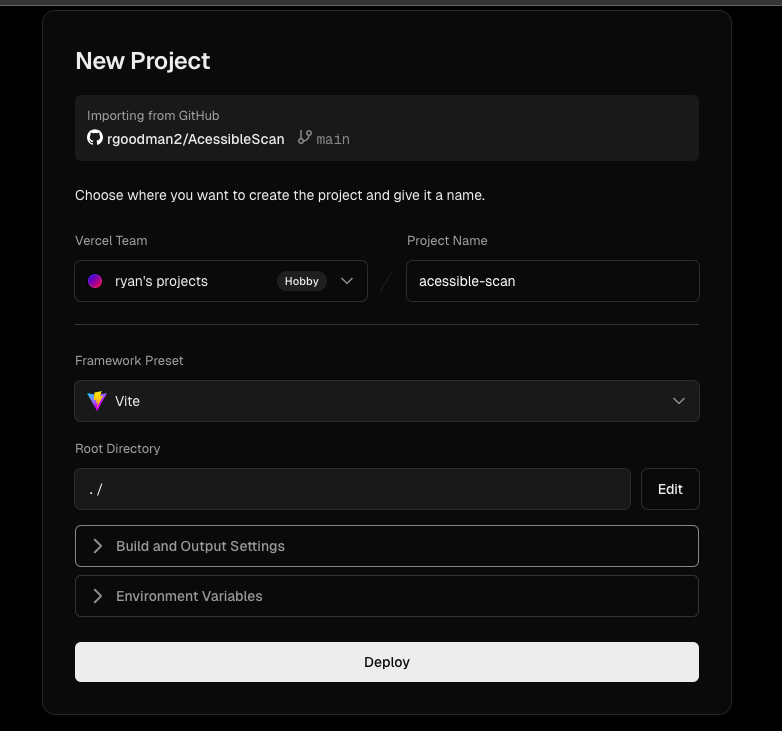 New Project
Importing from GitHub
rgoodman2/AcessibleScan main
Choose where you want to create the project and give it a name.
Vercel Team
Project Name
ryan's projects Hobby
/
acessible-scan
Framework Preset
Vite
Root Directory
./
Edit
Build and Output Settings
Environment Variables
Deploy